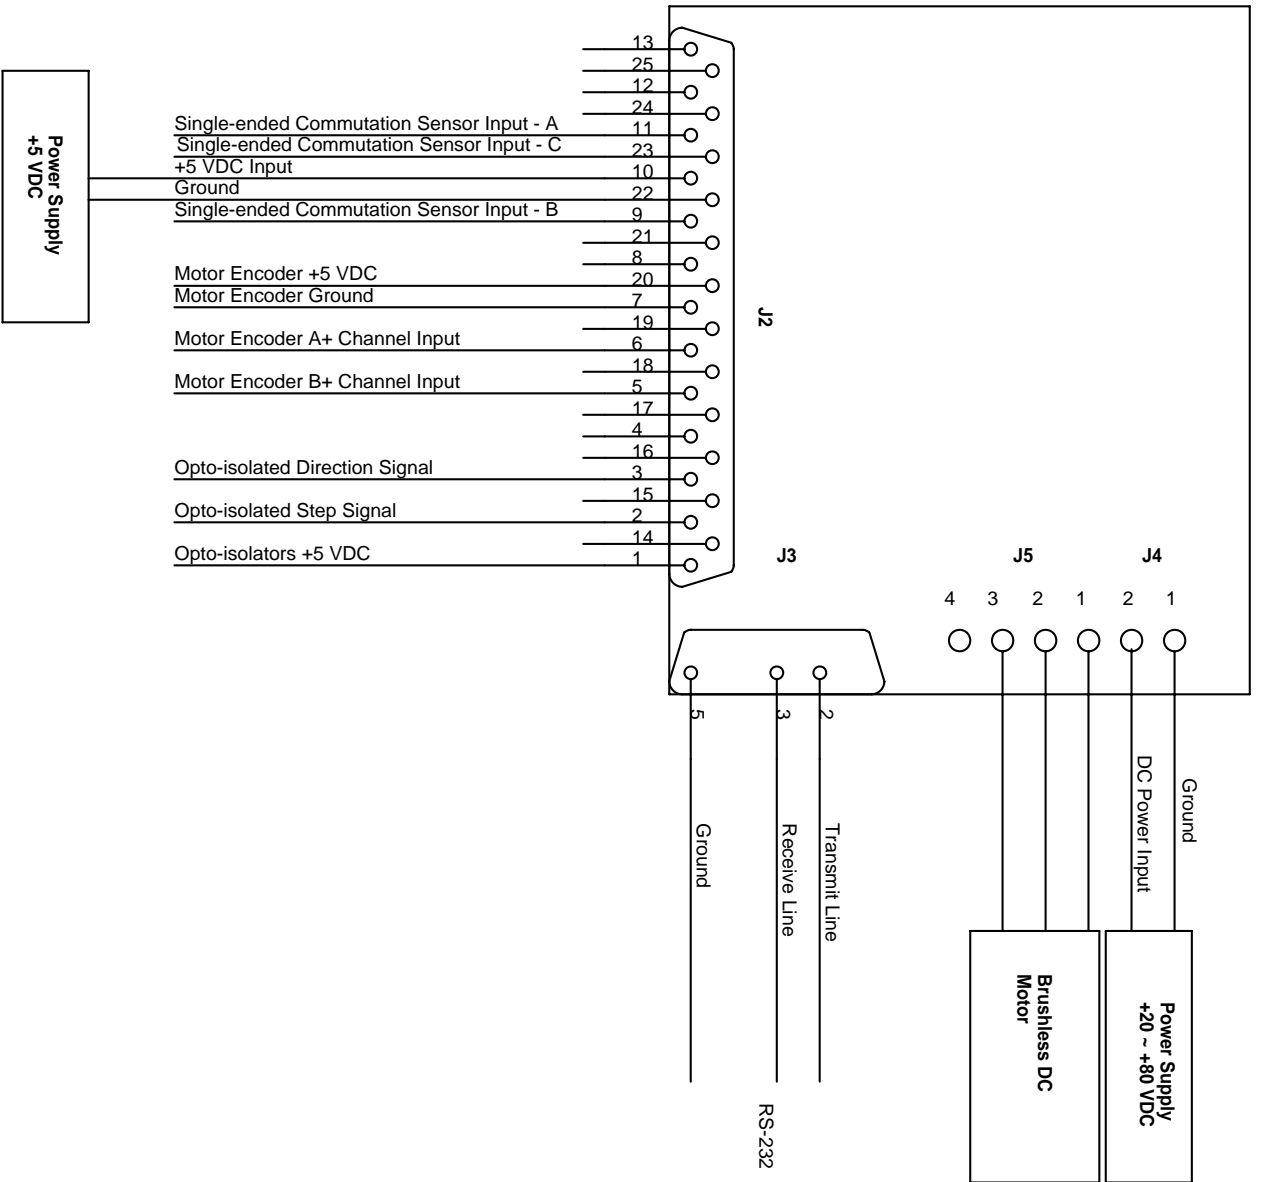 13
25
12
24
Single-ended Commutation Sensor Input - A
11
Single-ended Commutation Sensor Input - C
23
+5 VDC Input
10
Ground
22
Single-ended Commutation Sensor Input - B
9
21
8
Motor Encoder +5 VDC
20
Motor Encoder Ground
7
19
Motor Encoder A+ Channel Input
6
18
Motor Encoder B+ Channel Input
5
17
4
16
Opto-isolated Direction Signal
3
15
Opto-isolated Step Signal
2
14
Opto-isolators +5 VDC
1
Power Supply
+5 VDC
J2
J3
J5
J4
4
3
2
1
2
1
5
3
2
Ground
Receive Line
Transmit Line
DC Power Input
Ground
RS-232
Brushless DC
Motor
Power Supply
+20 ~ +80 VDC